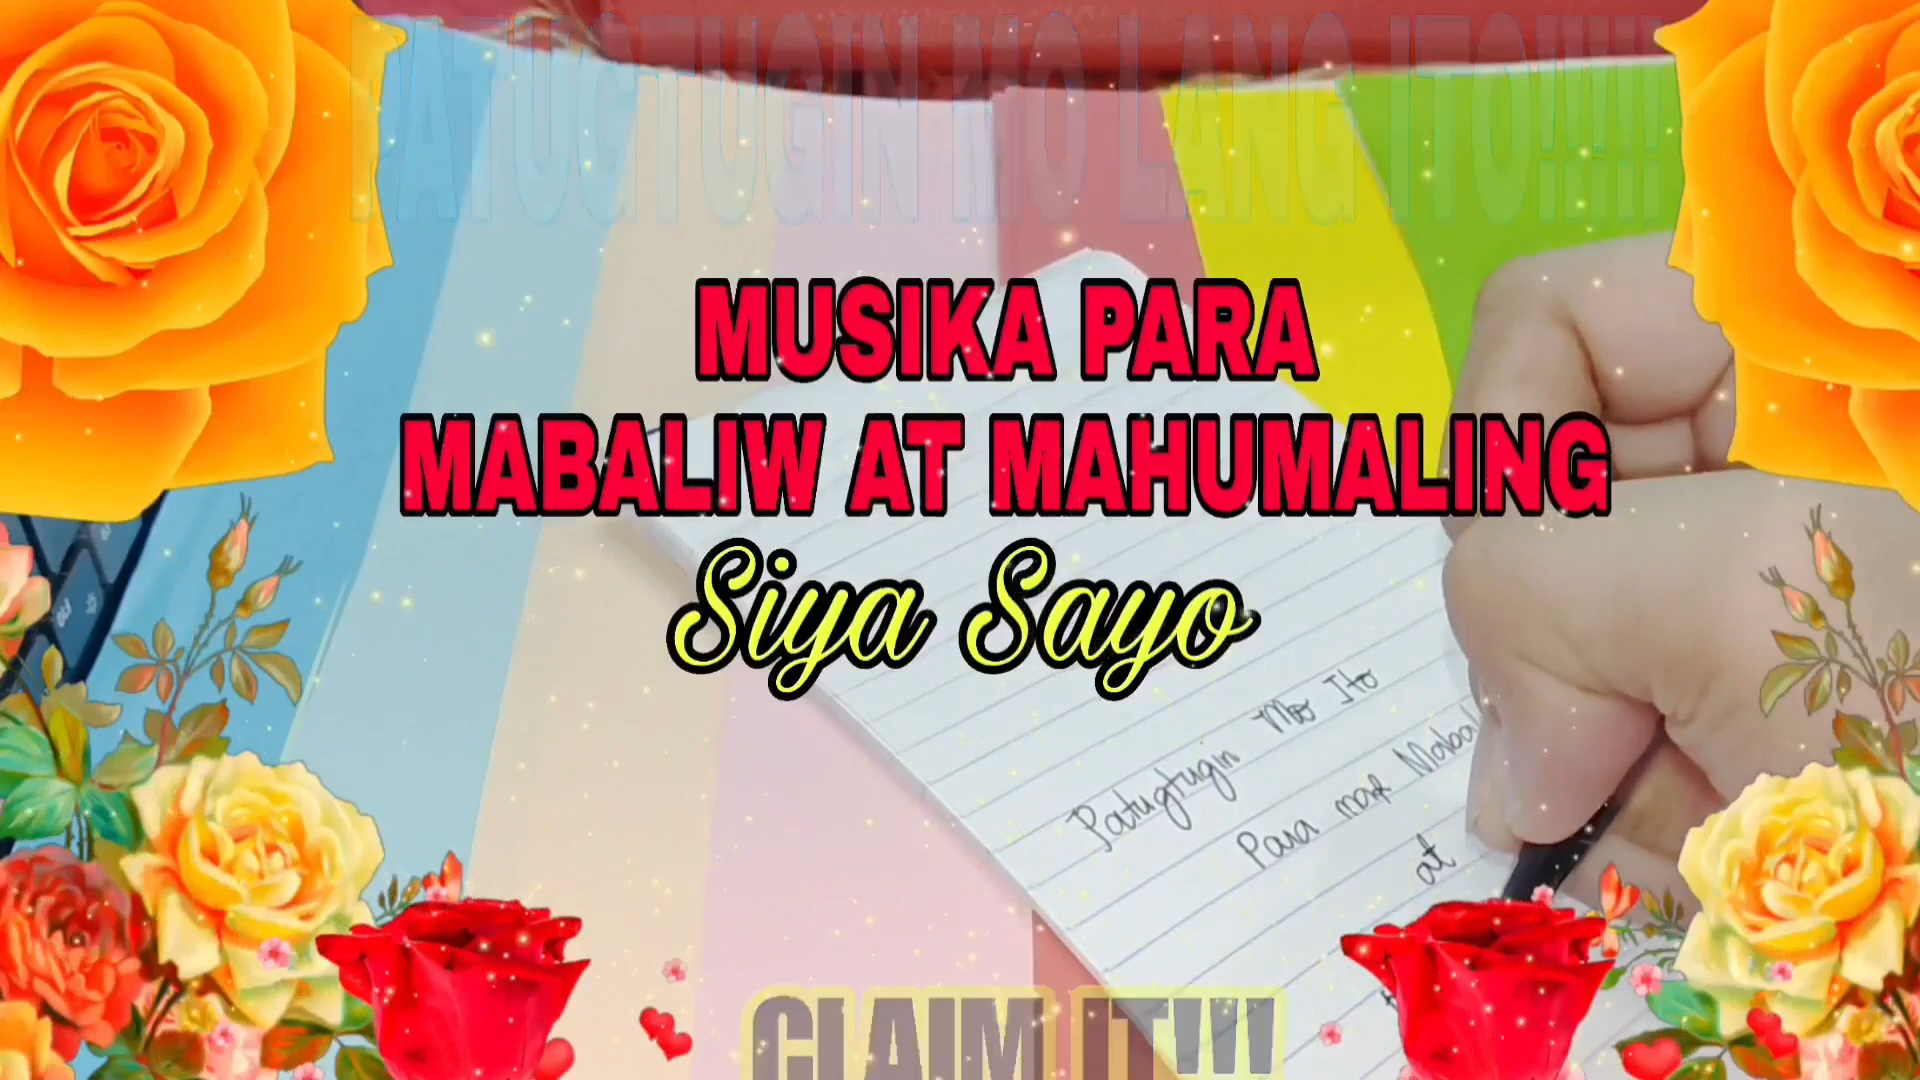 PATUGTUGIN MO LANG ITO!!!!!
MUSIKA PARA
MABALIW AT MAHUMALING
Siya Sayo
Patugtugin Mo Ito
Para mag
at
CLAIM IT!!!